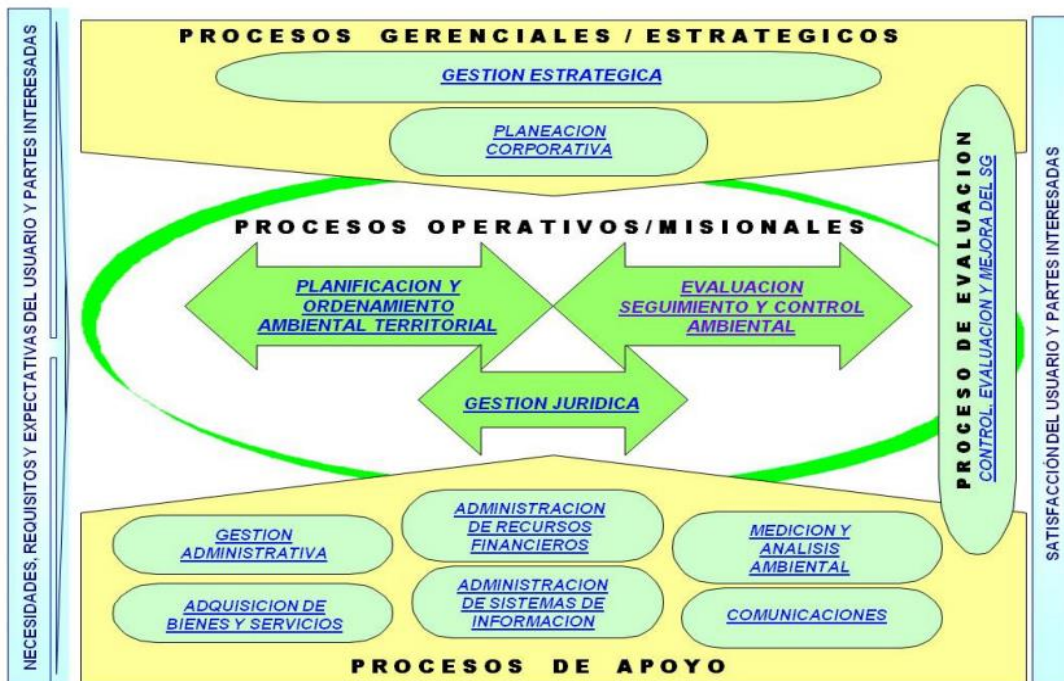 NECESIDADES, REQUISITOS Y EXPECTATIVAS DEL USUARIO Y PARTES INTERESADAS
PROCESOS GERENCIALES / ESTRATEGICOS
GESTION ESTRATEGICA
PLANEACION
CORPORATIVA
PROCESOS OPERATIVOS/MISIONALES
PLANIFICACION Y
ORDENAMIENTO
AMBIENTAL TERRITORIAL
EVALUACION
SEGUIMIENTO Y CONTROL
AMBIENTAL
GESTION JURIDICA
PROCESO DE EVALUACION
CONTROL, EVALUACION Y MEJORA DEL SG
GESTION
ADMINISTRATIVA
ADMINISTRACION
DE RECURSOS
FINANCIEROS
MEDICION Y
ANALISIS
AMBIENTAL
ADQUISICION DE
BIENES Y SERVICIOS
ADMINISTRACION
DE SISTEMAS DE
INFORMACION
COMUNICACIONES
PROCESOS DE APOYO
SATISFACCIÓN DEL USUARIO Y PARTES INTERESADAS